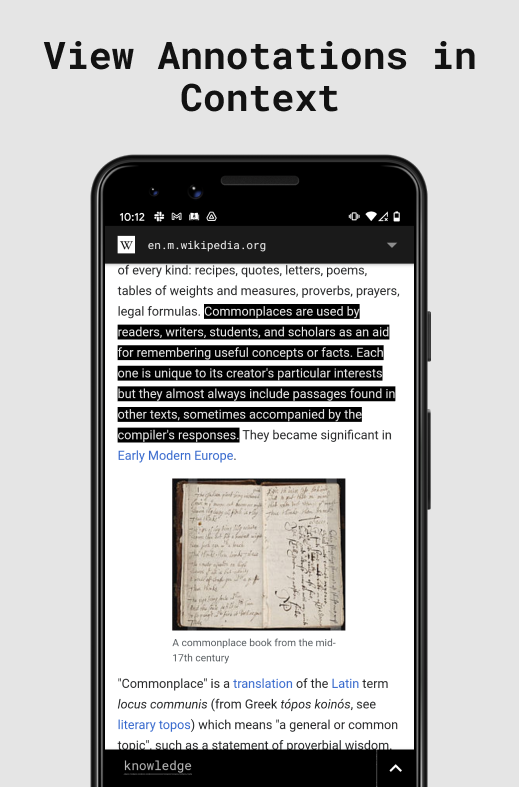 View Annotations in
Context
10:12
W en.m.wikipedia.org
of every kind: recipes, quotes, letters, poems,
tables of weights and measures, proverbs, prayers,
legal formulas. Commonplaces are used by
readers, writers, students, and scholars as an aid
for remembering useful concepts or facts. Each
one is unique to its creator's particular interests
but they almost always include passages found in
other texts, sometimes accompanied by the
compiler's responses. They became significant in
Early Modern Europe.
A commonplace book from the mid-
17th century
"Commonplace" is a translation of the Latin term
locus communis (from Greek tópos koinós, see
literary topos) which means "a general or common
topic", such as a statement of proverbial wisdom.
knowledge